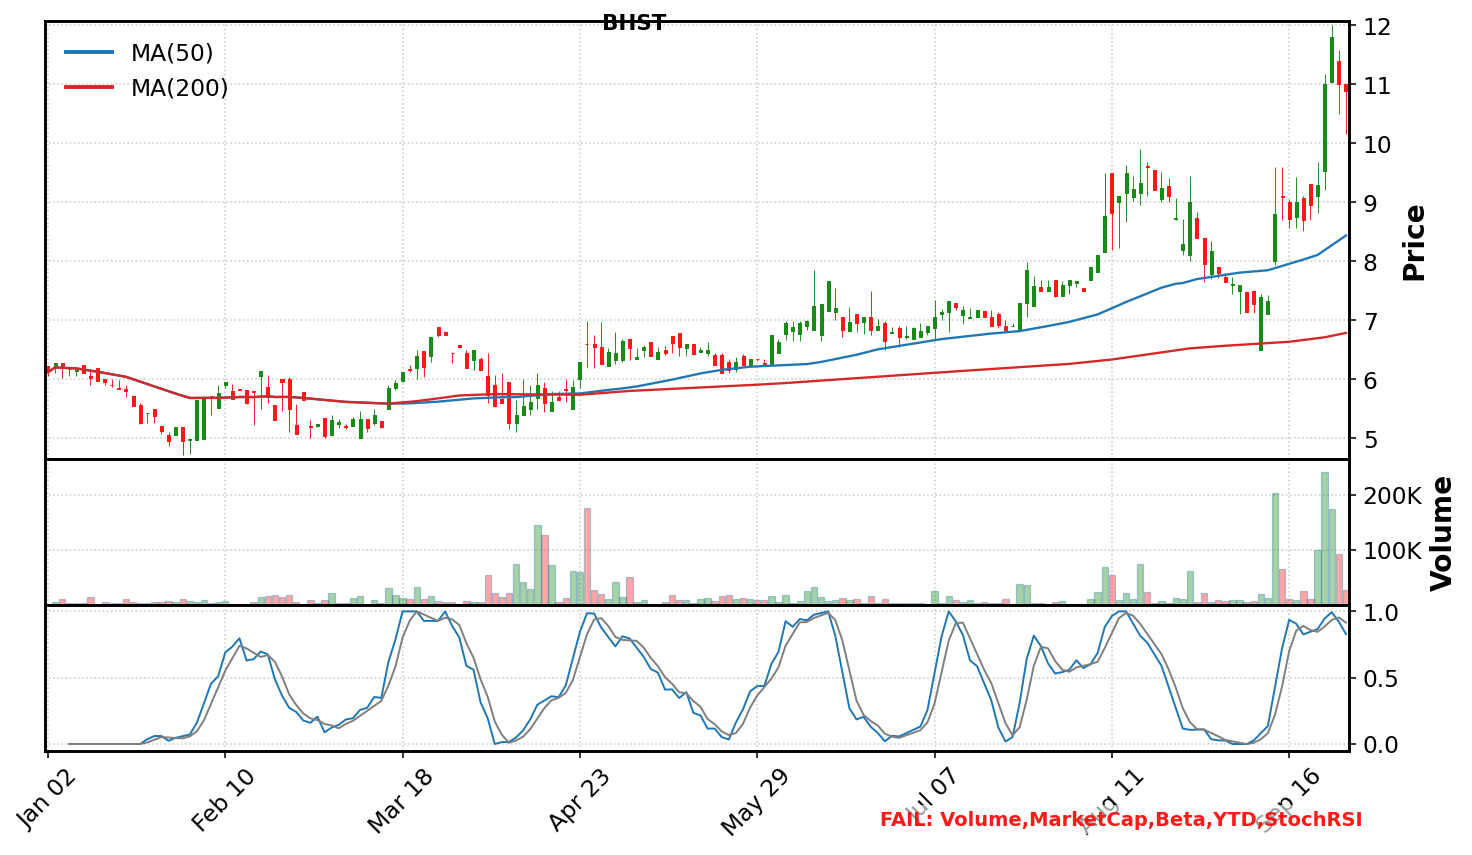 BHST
MA(50)
MA(200)
12
11
10
9
8
7
6
5
Price
200K
100K
Volume
1.0
0.5
0.0
Jan 02
Feb 10
Mar 18
Apr 23
May 29
Jul 07
Aug 11
Sep 16
FAIL: Volume,MarketCap,Beta,YTD,StochRSI